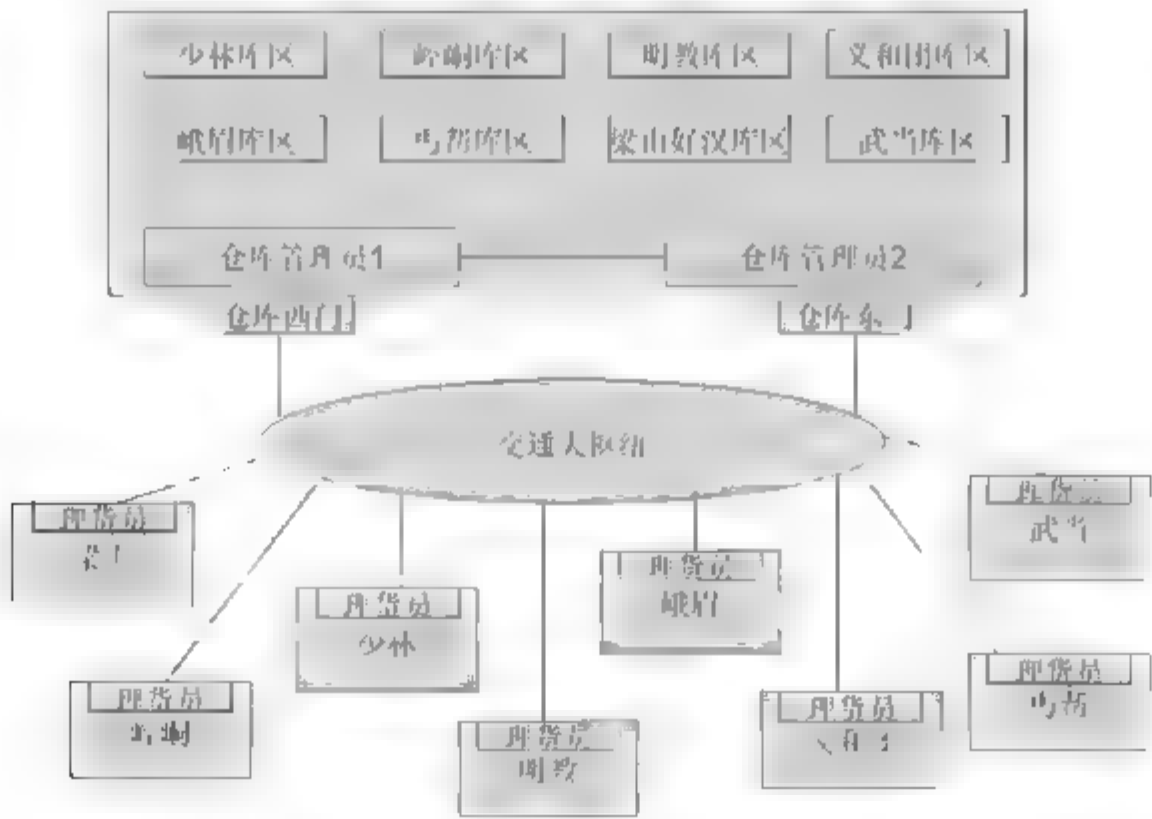 少林库区
崆峒库区
明教库区
义和团库区
峨眉库区
丐帮库区
梁山好汉库区
武当库区
仓库管理员1
仓库管理员2
仓库西门
仓库东
交通大枢纽
理货员
理货员
武当
理货员
峨眉
理货员
少林
理货员
崆峒
理货员
丐帮
理货员
理货员
明教